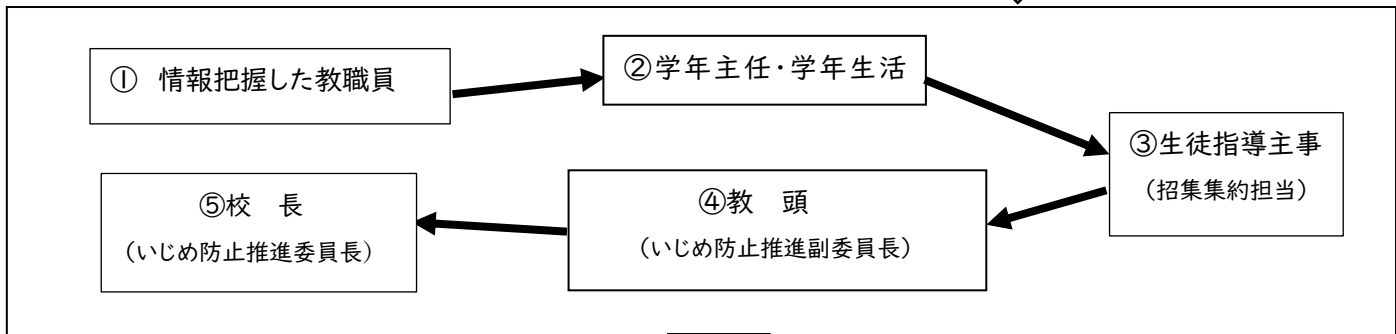 ① 情報把握した教職員
②学年主任・学年生活
③生徒指導主事
（招集集約担当）
④教　頭
（いじめ防止推進副委員長）
⑤校　長
（いじめ防止推進委員長）